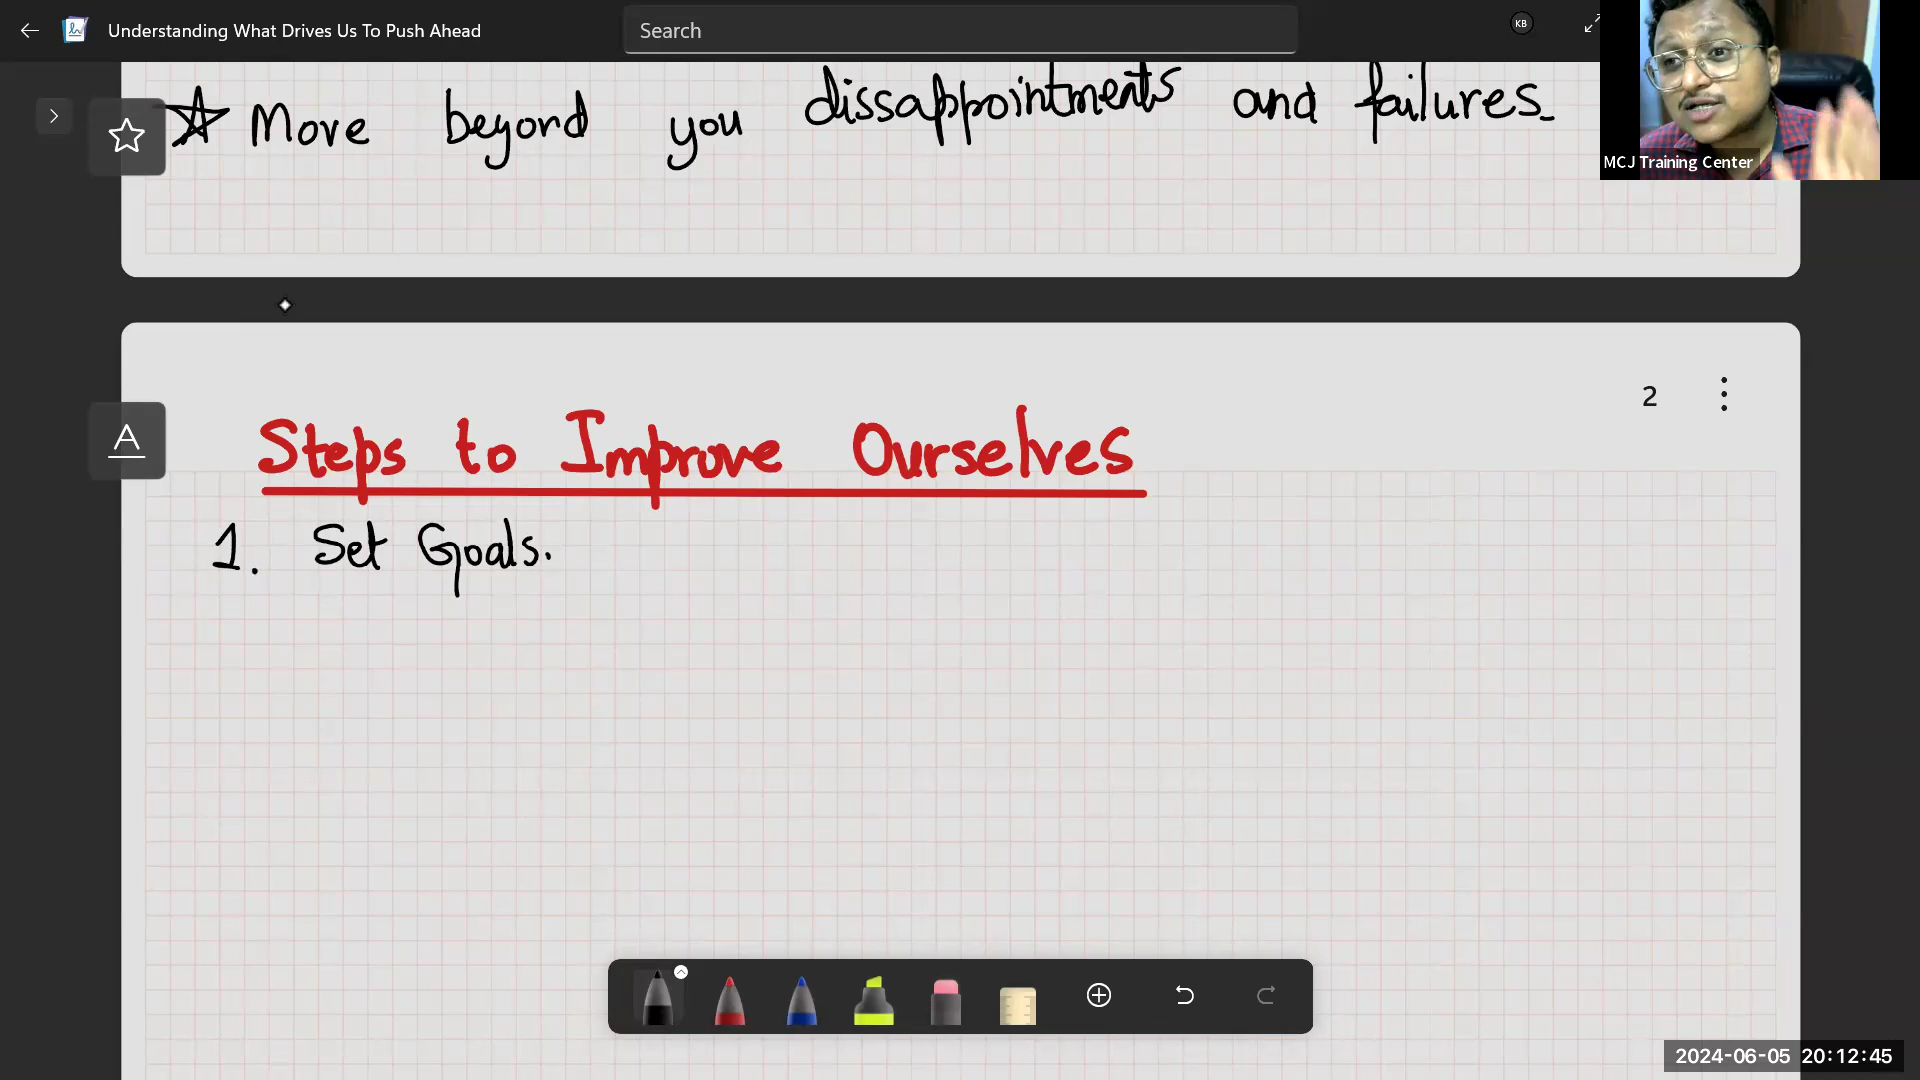 Understanding What Drives Us To Push Ahead
Search
KB
Move beyond you dissappointments and failures.
MCJ Training Center
2
A
Steps to Improve Ourselves
1. Set Goals.
2024-06-05 20:12:45